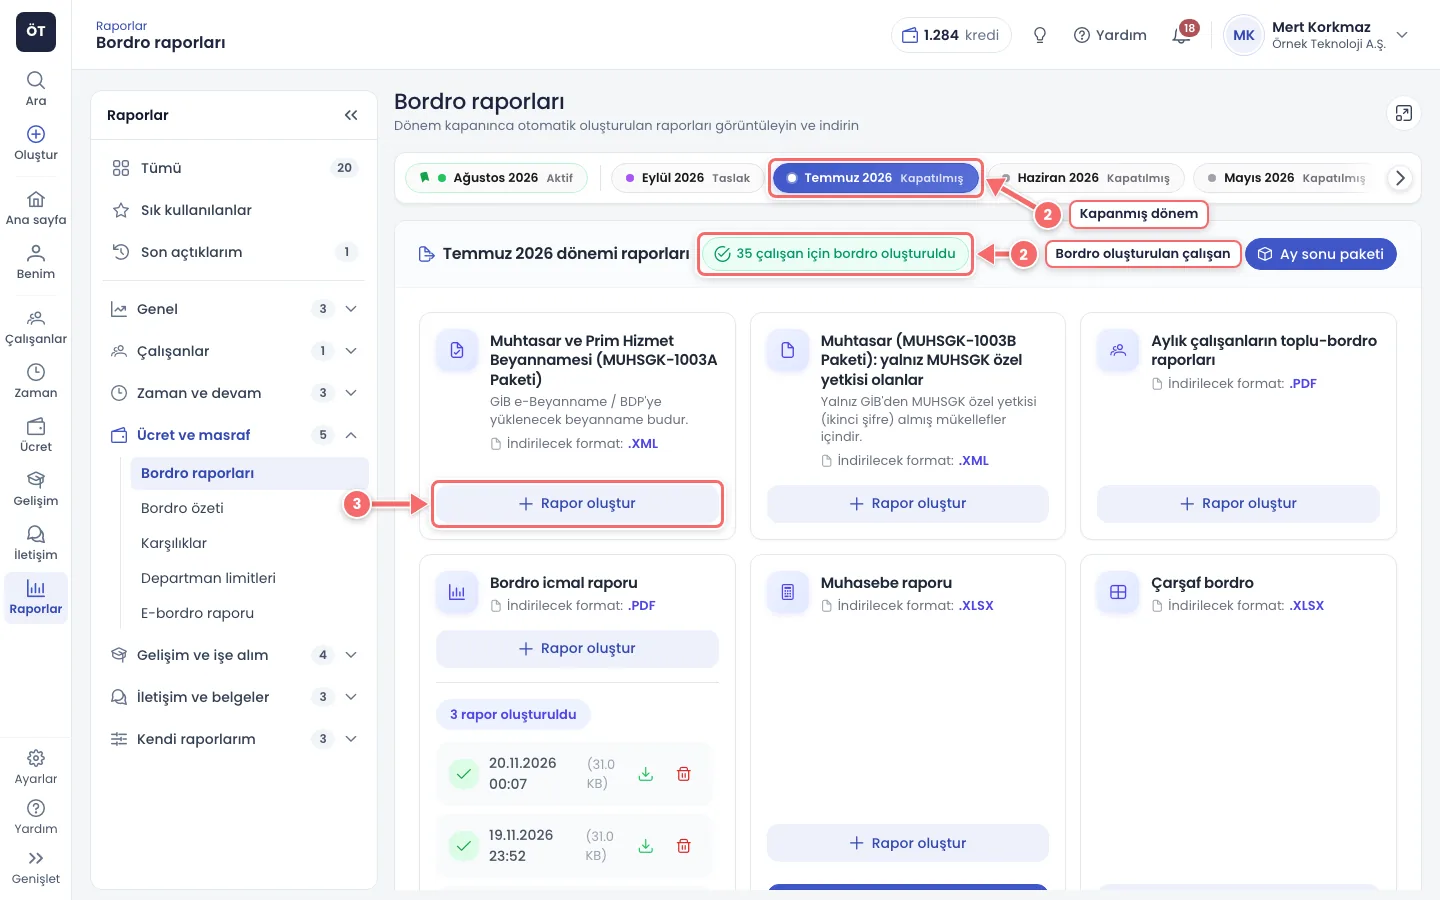 ÖT
Ara
Oluştur
Ana sayfa
Benim
Çalışanlar
Zaman
Ücret
Gelişim
İletişim
Raporlar
Ayarlar
Yardım
Genişlet
Raporlar
Bordro raporları
1.284 kredi
Yardım
18
MK
Mert Korkmaz
Örnek Teknoloji A.Ş.
Raporlar
Tümü 20
Sık kullanılanlar
Son açtıklarım 1
Genel 3
Çalışanlar 1
Zaman ve devam 3
Ücret ve masraf 5
Bordro raporları
Bordro özeti
Karşılıklar
Departman limitleri
E-bordro raporu
Gelişim ve işe alım 4
İletişim ve belgeler 3
Kendi raporlarım 3
Bordro raporları
Dönem kapanınca otomatik oluşturulan raporları görüntüleyin ve indirin
Ağustos 2026 Aktif
Eylül 2026 Taslak
Temmuz 2026 Kapatılmış
Haziran 2026 Kapatılmış
Mayıs 2026 Kapatılmış
2 Kapanmış dönem
Temmuz 2026 dönemi raporları
35 çalışan için bordro oluşturuldu
2 Bordro oluşturulan çalışan
Ay sonu paketi
Muhtasar ve Prim Hizmet
Beyannamesi (MUHSGK-1003A
Paketi)
GİB e-Beyanname / BDP'ye
yüklenecek beyanname budur.
İndirilecek format: .XML
3
Rapor oluştur
Muhtasar (MUHSGK-1003B
Paketi): yalnız MUHSGK özel
yetkisi olanlar
Yalnız GİB'den MUHSGK özel yetkisi
(ikinci şifre) almış mükellefler
içindir.
İndirilecek format: .XML
Rapor oluştur
Aylık çalışanların toplu-bordro
raporları
İndirilecek format: .PDF
Rapor oluştur
Bordro icmal raporu
İndirilecek format: .PDF
Rapor oluştur
3 rapor oluşturuldu
20.11.2026
00:07
(31.0
KB)
19.11.2026
23:52
(31.0
KB)
Muhasebe raporu
İndirilecek format: .XLSX
Rapor oluştur
Çarşaf bordro
İndirilecek format: .XLSX